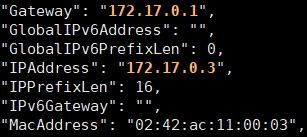 "Gateway": "172.17.0.1",
"GlobalIPv6Address": "",
"GlobalIPv6PrefixLen": 0,
"IPAddress": "172.17.0.3",
"IPPrefixLen": 16,
"IPv6Gateway": "",
"MacAddress": "02:42:ac:11:00:03",